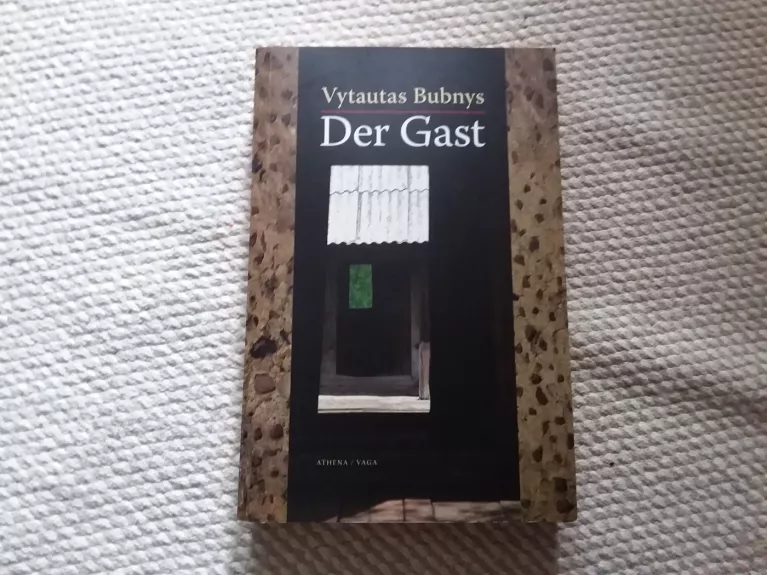 Vytautas Bubnys
Der Gast
ATHENA / VAGA